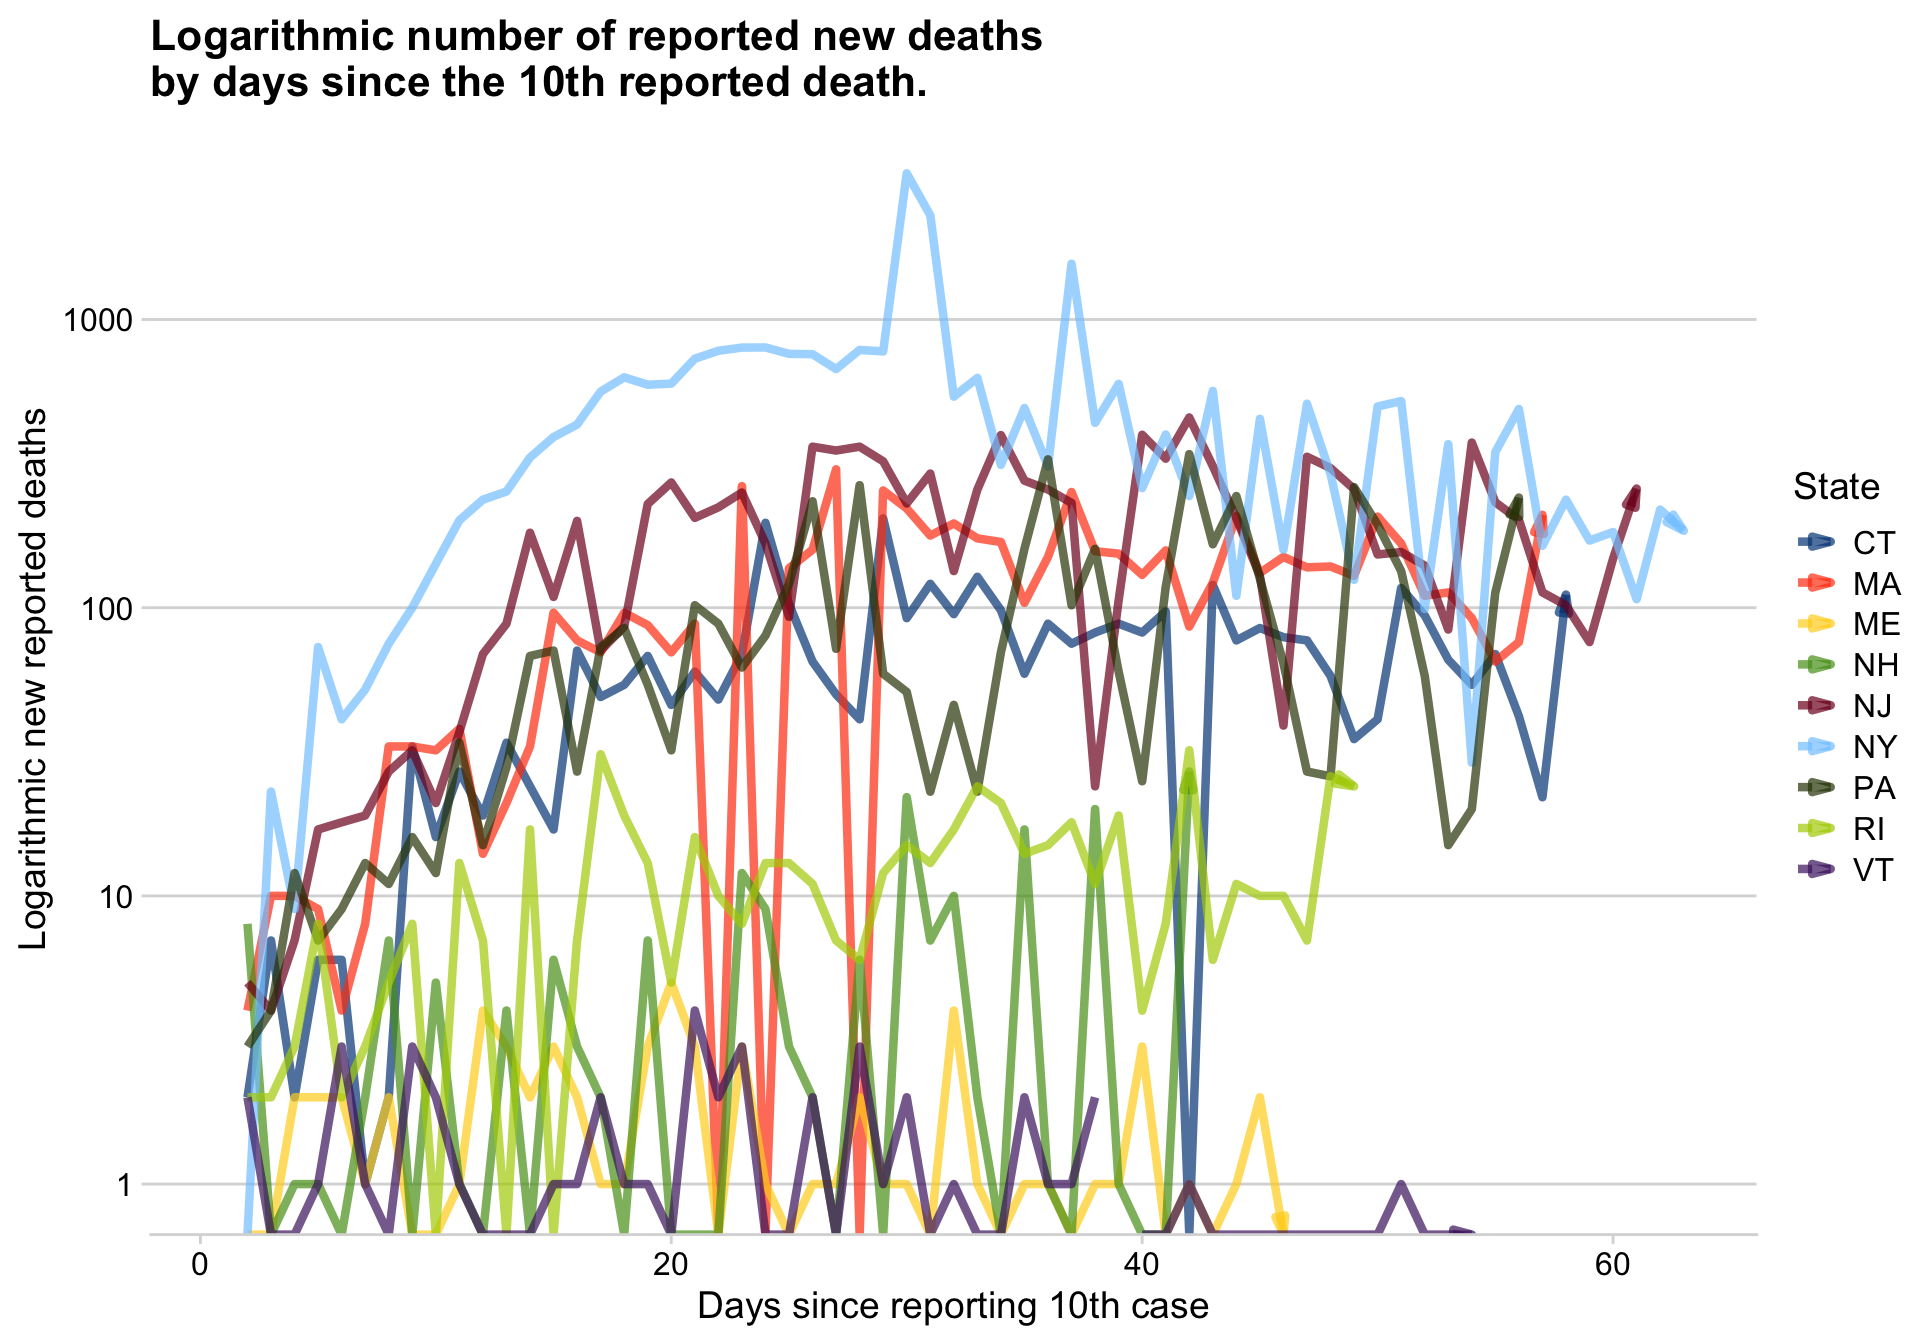 Logarithmic number of reported new deaths
by days since the 10th reported death.
Logarithmic new reported deaths
1000
100
10
1
0
20
40
60
Days since reporting 10th case
State
CT
MA
ME
NH
NJ
NY
PA
RI
VT